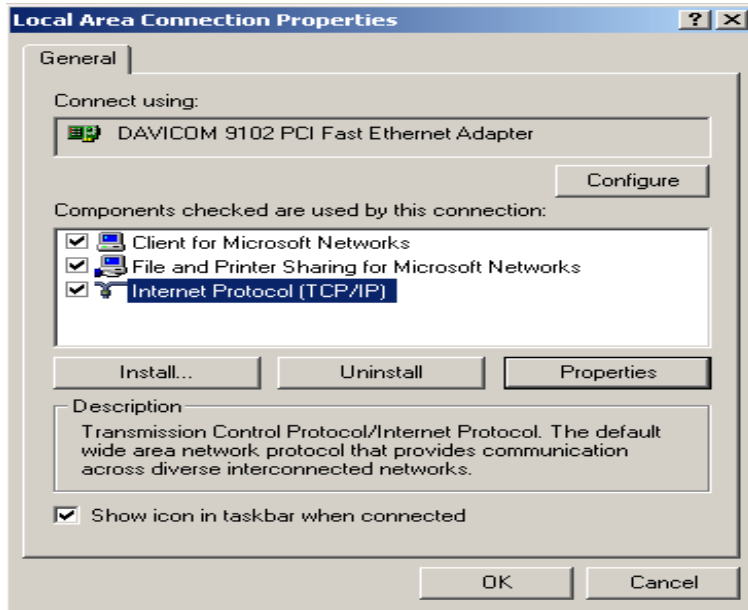 Local Area Connection Properties
General
Connect using:
DAVICOM 9102 PCI Fast Ethernet Adapter
Configure
Components checked are used by this connection:
Client for Microsoft Networks
File and Printer Sharing for Microsoft Networks
Internet Protocol (TCP/IP)
Install...
Uninstall
Properties
Description
Transmission Control Protocol/Internet Protocol. The default
wide area network protocol that provides communication
across diverse interconnected networks.
Show icon in taskbar when connected
OK
Cancel